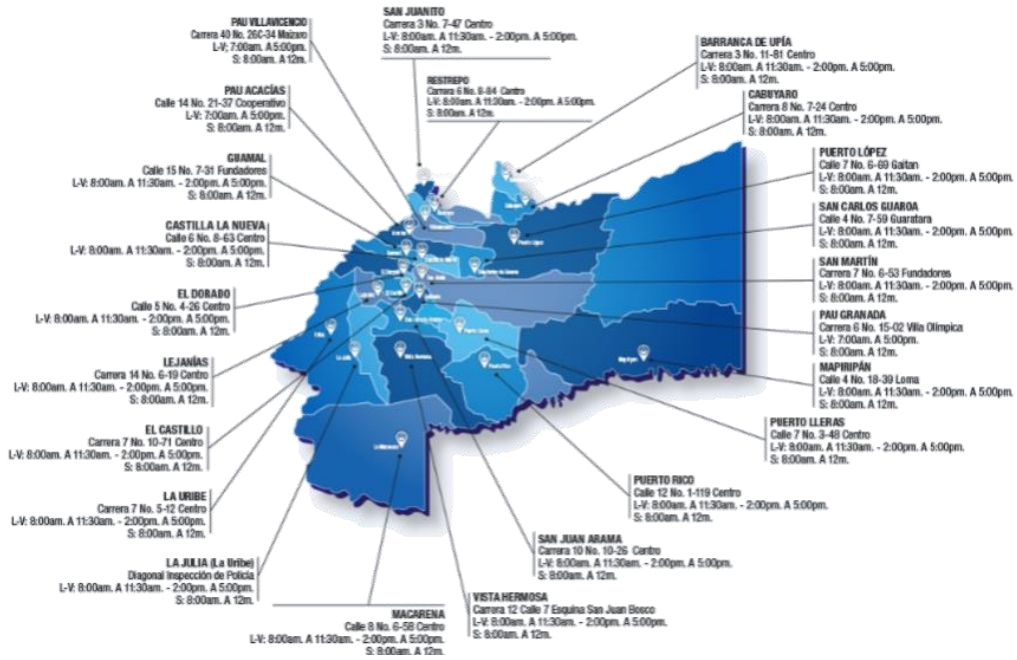 SAN JUANITO
Carrera 3 No. 7-47 Centro
L-V: 8:00am. A 11:30am. - 2:00pm. A 5:00pm.
S: 8:00am. A 12m.
PAU VILLAVICENCIO
Carrera 40 No. 26C-34 Maizaro
L-V; 7:00am. A 5:00pm.
S: 8:00am. A 12m.
RESTREPO
Carrera 6 No. 8-84 Centro
L-V: 8:00am. A 11:30am. - 2:00pm. A 5:00pm.
S: 8:00am. A 12m.
BARRANCA DE UPÍA
Carrera 3 No. 11-81 Centro
L-V: 8:00am. A 11:30am. - 2:00pm. A 5:00pm.
S: 8:00am. A 12m.
PAU ACACÍAS
Calle 14 No. 21-37 Cooperativo
L-V: 7:00am. A 5:00pm.
S: 8:00am. A 12m.
CABUYARO
Carrera 8 No. 7-24 Centro
L-V: 8:00am. A 11:30am. - 2:00pm. A 5:00pm.
S: 8:00am. A 12m.
GUAMAL
Calle 15 No. 7-31 Fundadores
L-V: 8:00am. A 11:30am. - 2:00pm. A 5:00pm.
S: 8:00am. A 12m.
PUERTO LÓPEZ
Calle 7 No. 6-69 Gaitan
L-V: 8:00am. A 11:30am. - 2:00pm. A 5:00pm.
S: 8:00am. A 12m.
CASTILLA LA NUEVA
Calle 6 No. 8-63 Centro
L-V: 8:00am. A 11:30am. - 2:00pm. A 5:00pm.
S: 8:00am. A 12m.
SAN CARLOS GUAROA
Calle 4 No. 7-59 Guaratara
L-V: 8:00am. A 11:30am. - 2:00pm. A 5:00pm.
S: 8:00am. A 12m.
SAN MARTÍN
Carrera 7 No. 6-53 Fundadores
L-V: 8:00am. A 11:30am. - 2:00pm. A 5:00pm.
S: 8:00am. A 12m.
EL DORADO
Calle 5 No. 4-26 Centro
L-V: 8:00am. A 11:30am. - 2:00pm. A 5:00pm.
S: 8:00am. A 12m.
PAU GRANADA
Carrera 6 No. 15-02 Villa Olímpica
L-V: 7:00am. A 5:00pm.
S: 8:00am. A 12m.
LEJANÍAS
Carrera 14 No. 6-19 Centro
L-V: 8:00am. A 11:30am. - 2:00pm. A 5:00pm.
S: 8:00am. A 12m.
MAPIRIPÁN
Calle 4 No. 18-39 Loma
L-V: 8:00am. A 11:30am. - 2:00pm. A 5:00pm.
S: 8:00am. A 12m.
EL CASTILLO
Carrera 7 No. 10-71 Centro
L-V: 8:00am. A 11:30am. - 2:00pm. A 5:00pm.
S: 8:00am. A 12m.
PUERTO LLERAS
Calle 7 No. 3-48 Centro
L-V: 8:00am. A 11:30am. - 2:00pm. A 5:00pm.
S: 8:00am. A 12m.
LA URIBE
Carrera 7 No. 5-12 Centro
L-V: 8:00am. A 11:30am. - 2:00pm. A 5:00pm.
S: 8:00am. A 12m.
PUERTO RICO
Calle 12 No. 1-119 Centro
L-V: 8:00am. A 11:30am. - 2:00pm. A 5:00pm.
S: 8:00am. A 12m.
SAN JUAN ARAMA
Carrera 10 No. 10-26 Centro
L-V: 8:00am. A 11:30am. - 2:00pm. A 5:00pm.
S: 8:00am. A 12m.
LA JULIA (La Uribe)
Diagonal Inspección de Policía
L-V: 8:00am. A 11:30am. - 2:00pm. A 5:00pm.
S: 8:00am. A 12m.
VISTA HERMOSA
Carrera 12 Calle 7 Esquina San Juan Bosco
L-V: 8:00am. A 11:30am. - 2:00pm. A 5:00pm.
S: 8:00am. A 12m.
MACARENA
Calle 8 No. 6-58 Centro
L-V: 8:00am. A 11:30am. - 2:00pm. A 5:00pm.
S: 8:00am. A 12m.